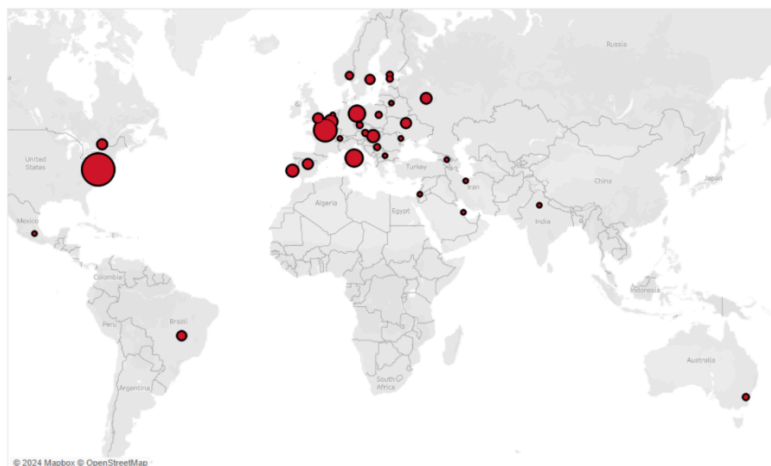 Russia
United
States
Turkey
China
Japan
Iran
Algeria
Egypt
Mexico
India
Colombia
Indonesia
Peru
Brazil
Australia
South
Africa
Argentina
© 2024 Mapbox © OpenStreetMap